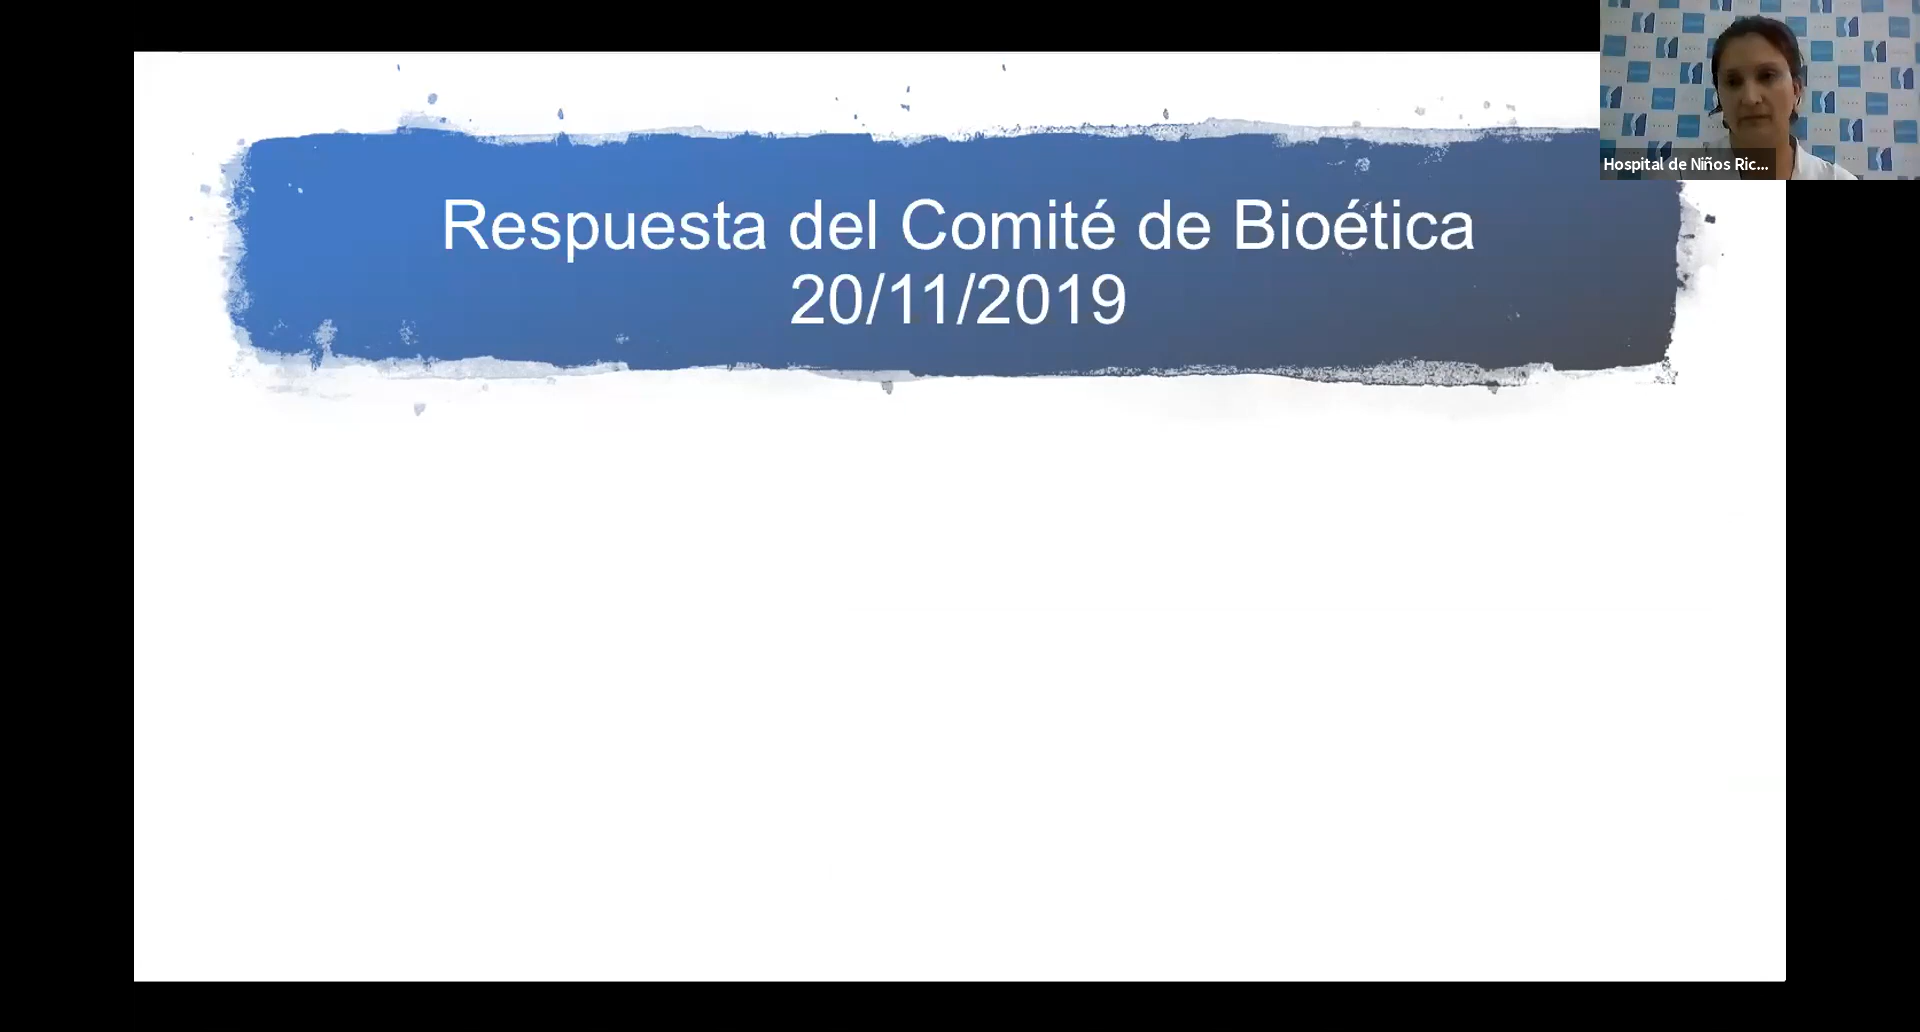 Respuesta del Comité de Bioética
20/11/2019
Hospital de Niños Ric...